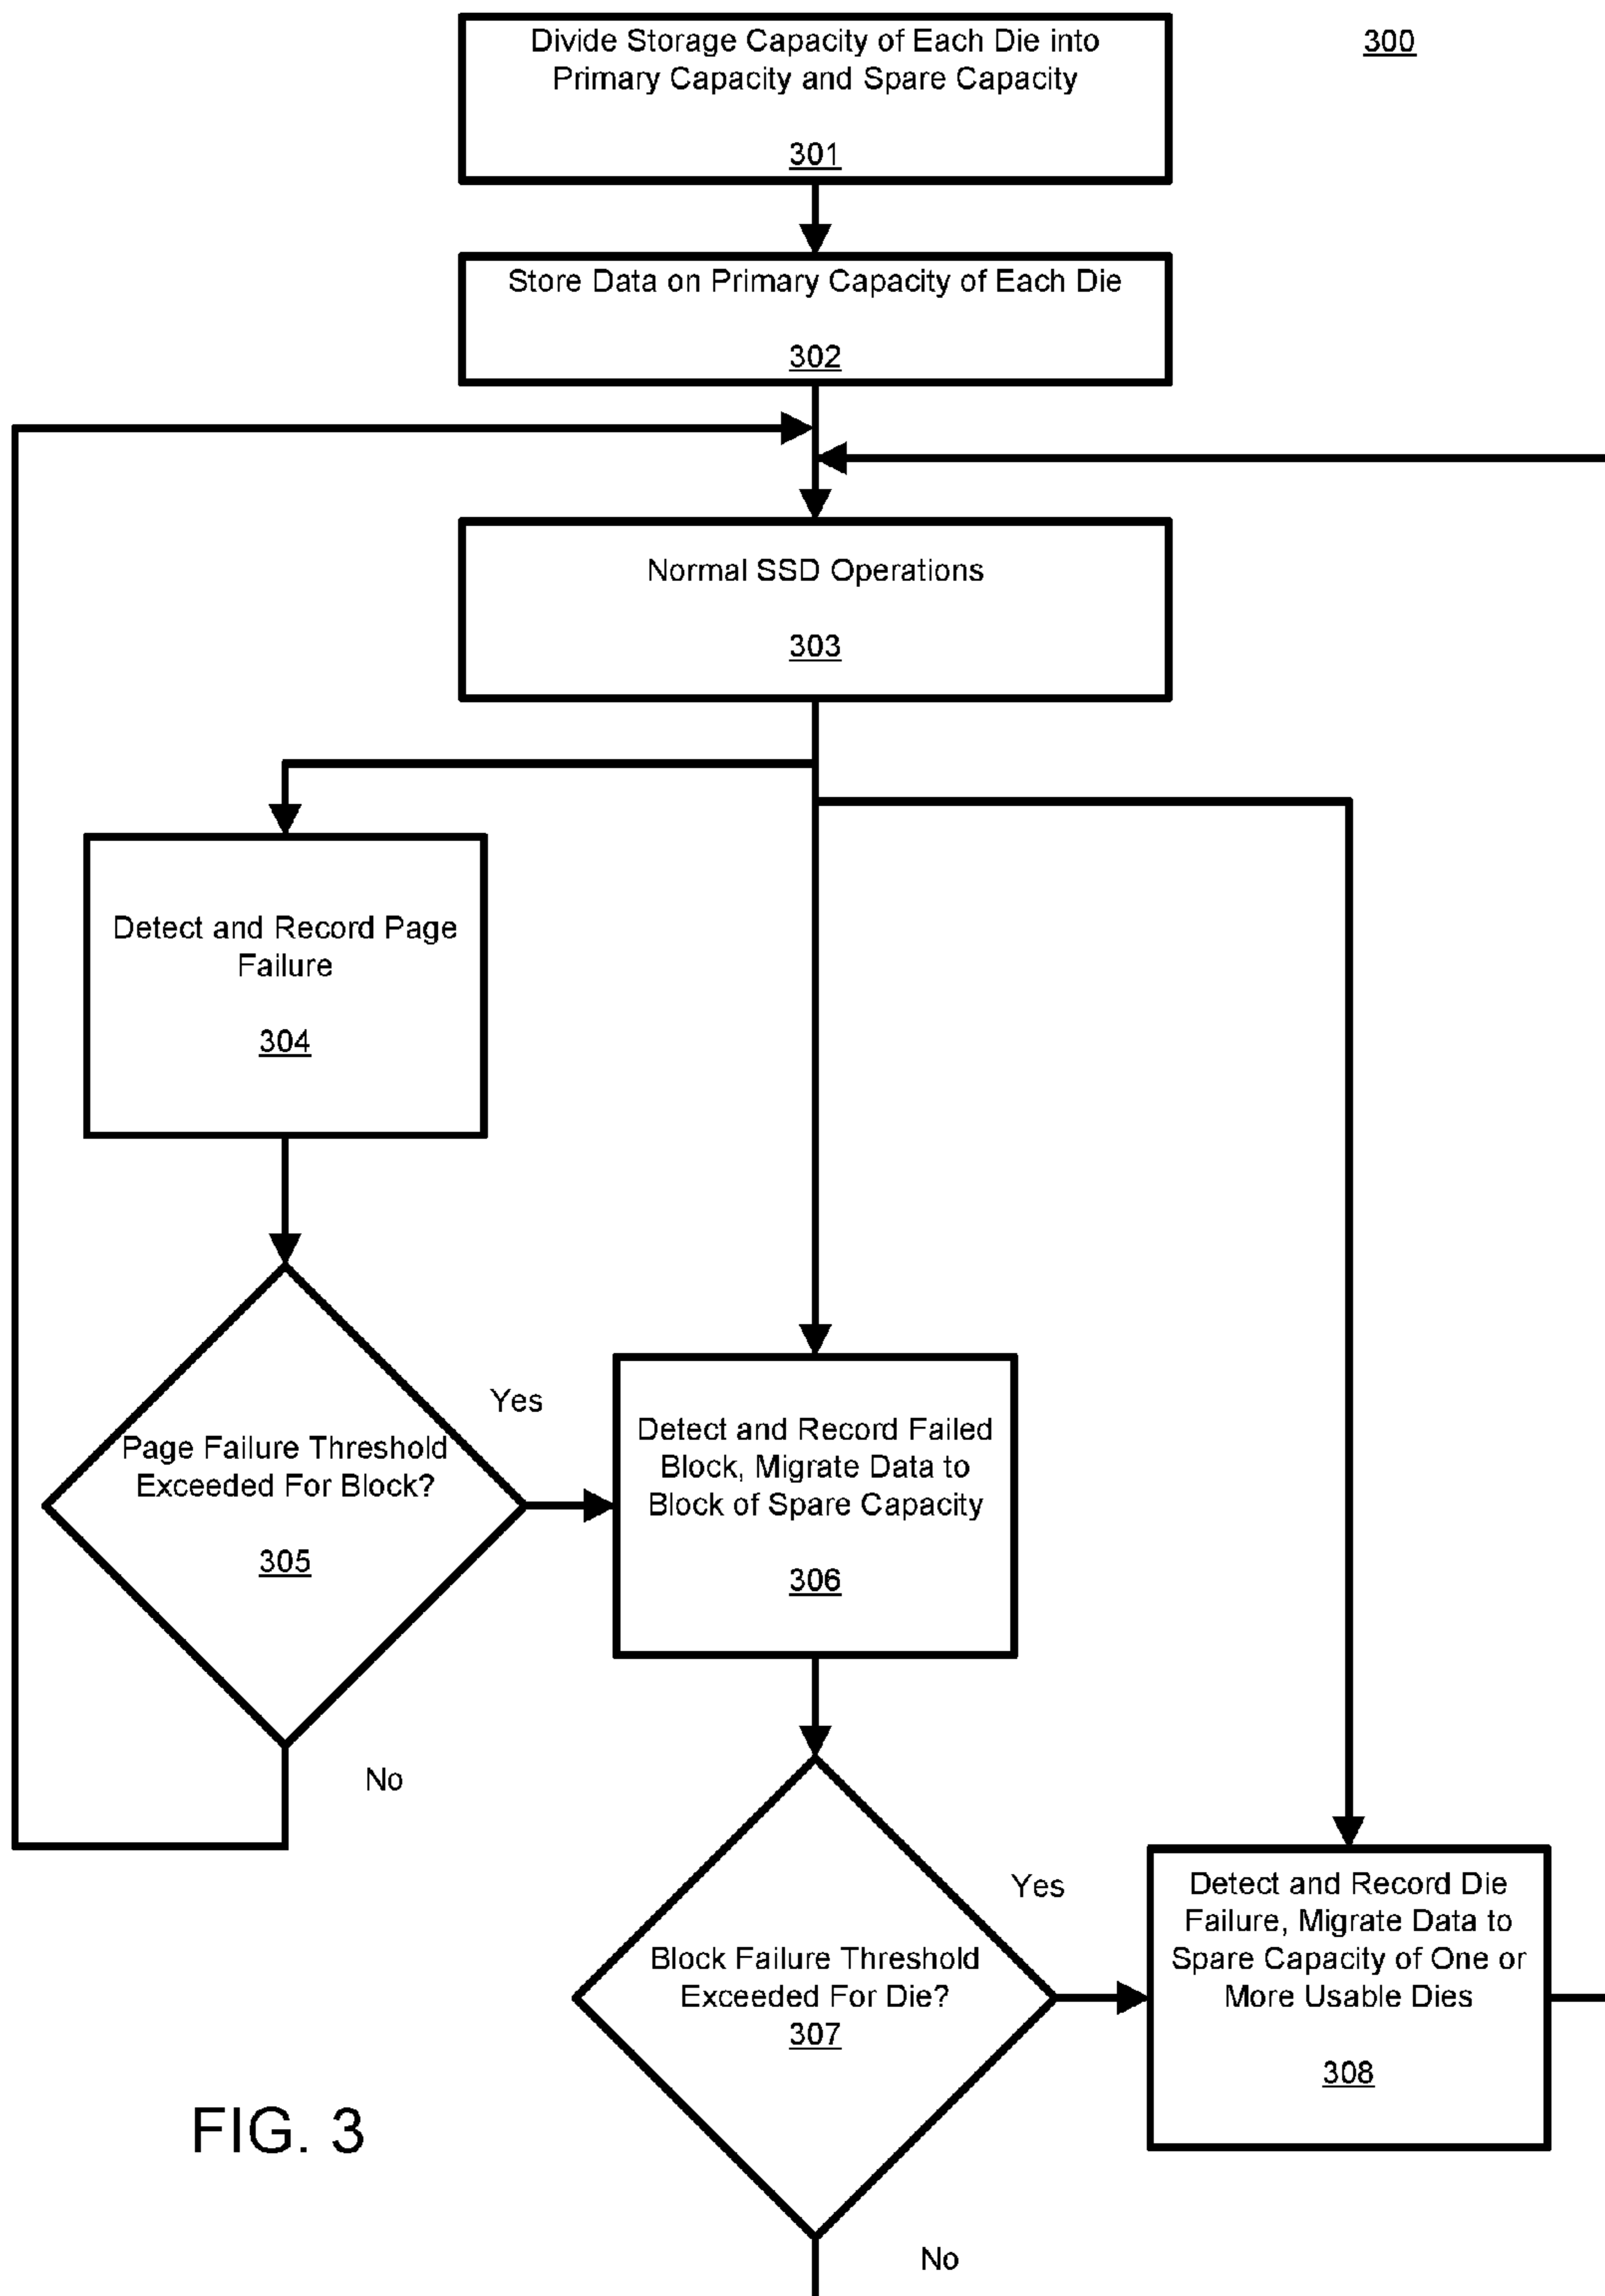 300
Divide Storage Capacity of Each Die into
Primary Capacity and Spare Capacity
301
Store Data on Primary Capacity of Each Die
302
Normal SSD Operations
303
Detect and Record Page
Failure
304
Page Failure Threshold
Exceeded For Block?
305
Yes
No
Detect and Record Failed
Block, Migrate Data to
Block of Spare Capacity
306
Block Failure Threshold
Exceeded For Die?
307
Yes
No
Detect and Record Die
Failure, Migrate Data to
Spare Capacity of One or
More Usable Dies
308
FIG. 3